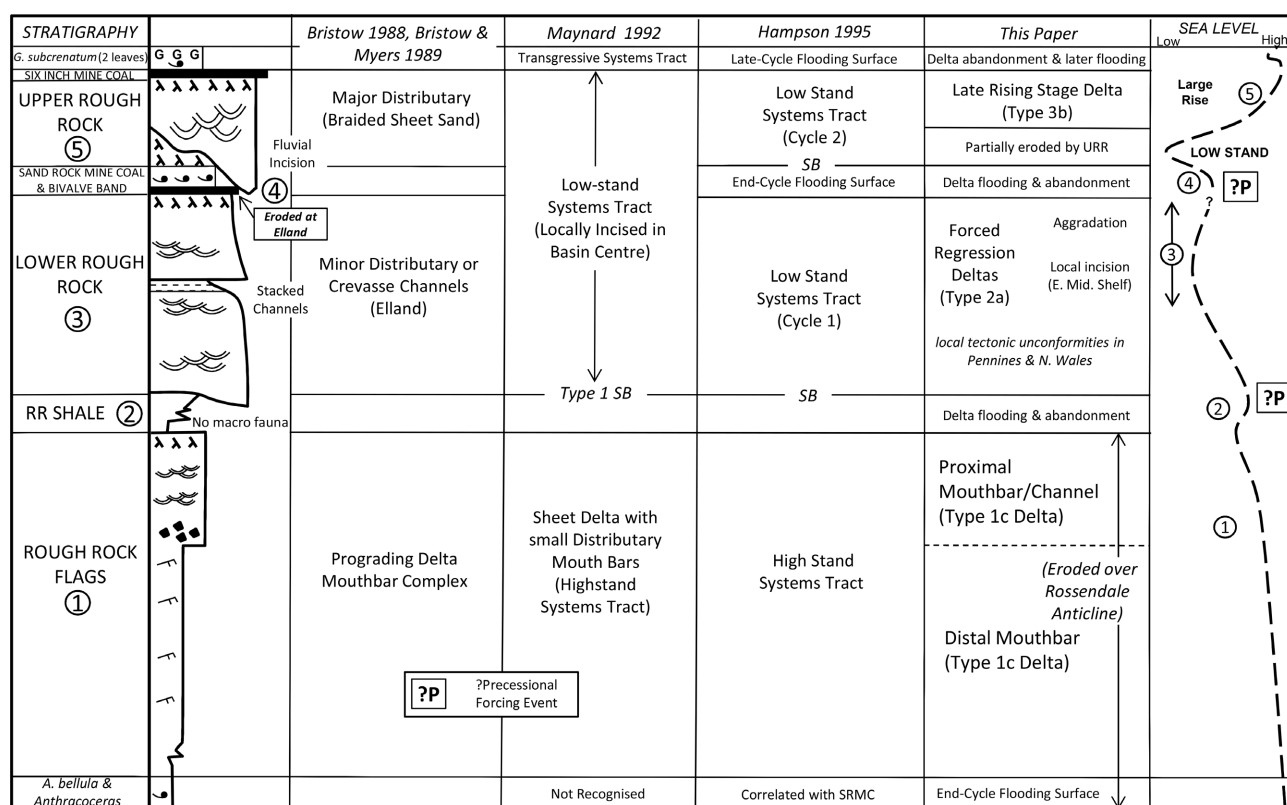 STRATIGRAPHY
Bristow 1988, Bristow &
Myers 1989
Maynard 1992
Hampson 1995
This Paper
SEA LEVEL
Low
High
G. subcrenatum (2 leaves)
G G G
Transgressive Systems Tract
Late-Cycle Flooding Surface
Delta abandonment & later flooding
SIX INCH MINE COAL
UPPER ROUGH
ROCK
⑤
Fluvial
Incision
Major Distributary
(Braided Sheet Sand)
Low Stand
Systems Tract
(Cycle 2)
SB
Late Rising Stage Delta
(Type 3b)
Partially eroded by URR
Large
Rise
⑤
LOW STAND
SAND ROCK MINE COAL
& BIVALVE BAND
④
Eroded at
Elland
Low-stand
Systems Tract
(Locally Incised in
Basin Centre)
End-Cycle Flooding Surface
Delta flooding & abandonment
④
?P
?
LOWER ROUGH
ROCK
③
Stacked
Channels
Minor Distributary or
Crevasse Channels
(Elland)
Low Stand
Systems Tract
(Cycle 1)
Forced
Regression
Deltas
(Type 2a)
Aggradation
Local incision
(E. Mid. Shelf)
local tectonic unconformities in
Pennines & N. Wales
③
Type 1 SB
SB
RR SHALE ②
No macro fauna
Delta flooding & abandonment
②
?P
ROUGH ROCK
FLAGS
①
F
F
F
F
F
Prograding Delta
Mouthbar Complex
Sheet Delta with
small Distributary
Mouth Bars
(Highstand
Systems Tract)
High Stand
Systems Tract
Proximal
Mouthbar/Channel
(Type 1c Delta)
(Eroded over
Rossendale
Anticline)
Distal Mouthbar
(Type 1c Delta)
①
?P
?Precessional
Forcing Event
A. bellula &
Anthracoceras
Not Recognised
Correlated with SRMC
End-Cycle Flooding Surface